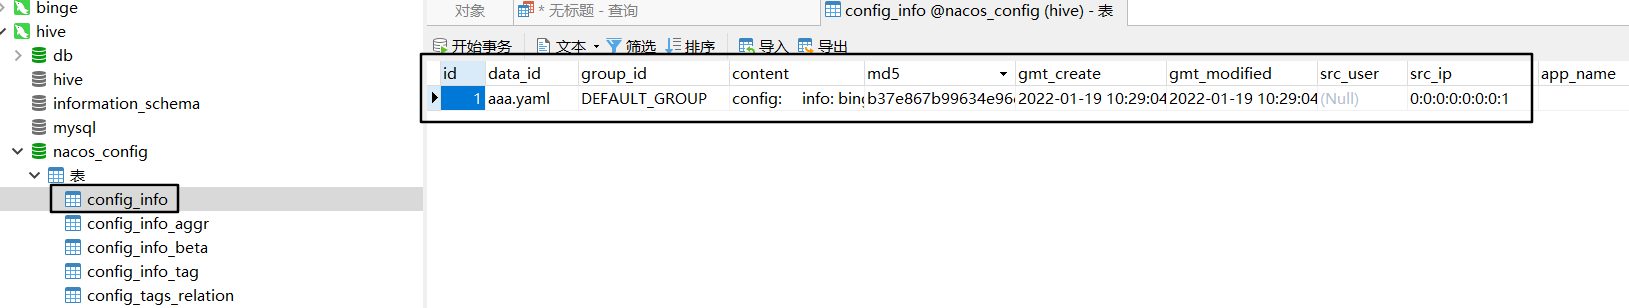 binge
hive
db
hive
information_schema
mysql
nacos_config
表
config_info
config_info_aggr
config_info_beta
config_info_tag
config_tags_relation
对象 * 无标题 - 查询 config_info @nacos_config (hive) - 表
开始事务 文本 筛选 排序 导入 导出
id data_id group_id content md5 gmt_create gmt_modified src_user src_ip app_name
1 aaa.yaml DEFAULT_GROUP config: info: bing b37e867b99634e96 2022-01-19 10:29:04 2022-01-19 10:29:04 (Null) 0:0:0:0:0:0:0:1